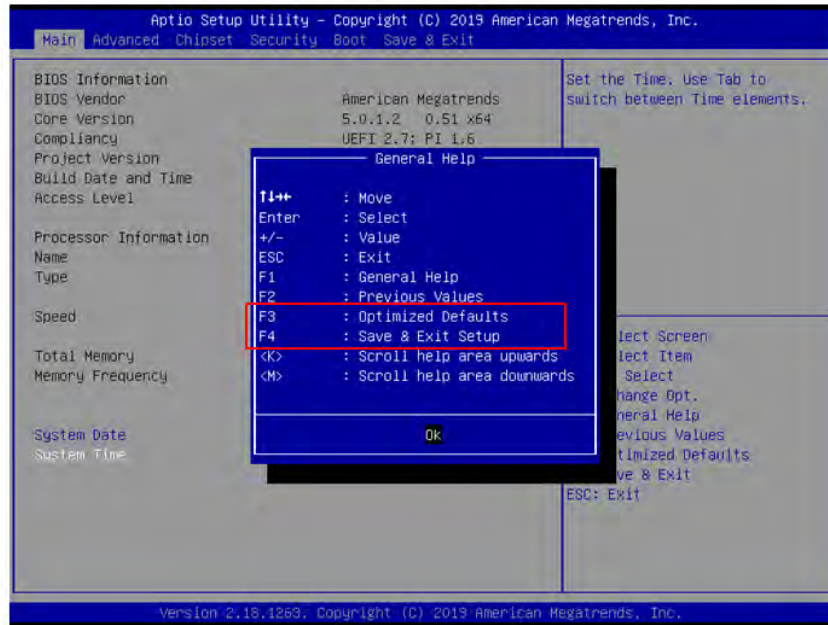 Aptio Setup Utility – Copyright (C) 2019 American Megatrends, Inc.
Main Advanced Chipset Security Boot Save & Exit
BIOS Information
BIOS Vendor American Megatrends
Core Version 5.0.1.2 0.51 x64
Compliancy UEFI 2.7; PI 1.6
Project Version
Build Date and Time
Access Level
Processor Information
Name
Type
Speed
Total Memory
Memory Frequency
System Date
System Time
General Help
↑↓→← : Move
Enter : Select
+/- : Value
ESC : Exit
F1 : General Help
F2 : Previous Values
F3 : Optimized Defaults
F4 : Save & Exit Setup
<K> : Scroll help area upwards
<M> : Scroll help area downwards
Ok
Set the Time. Use Tab to
switch between Time elements.
lect Screen
lect Item
Select
hange Opt.
neral Help
evious Values
timized Defaults
ve & Exit
ESC: Exit
Version 2.18.1263. Copyright (C) 2019 American Megatrends, Inc.